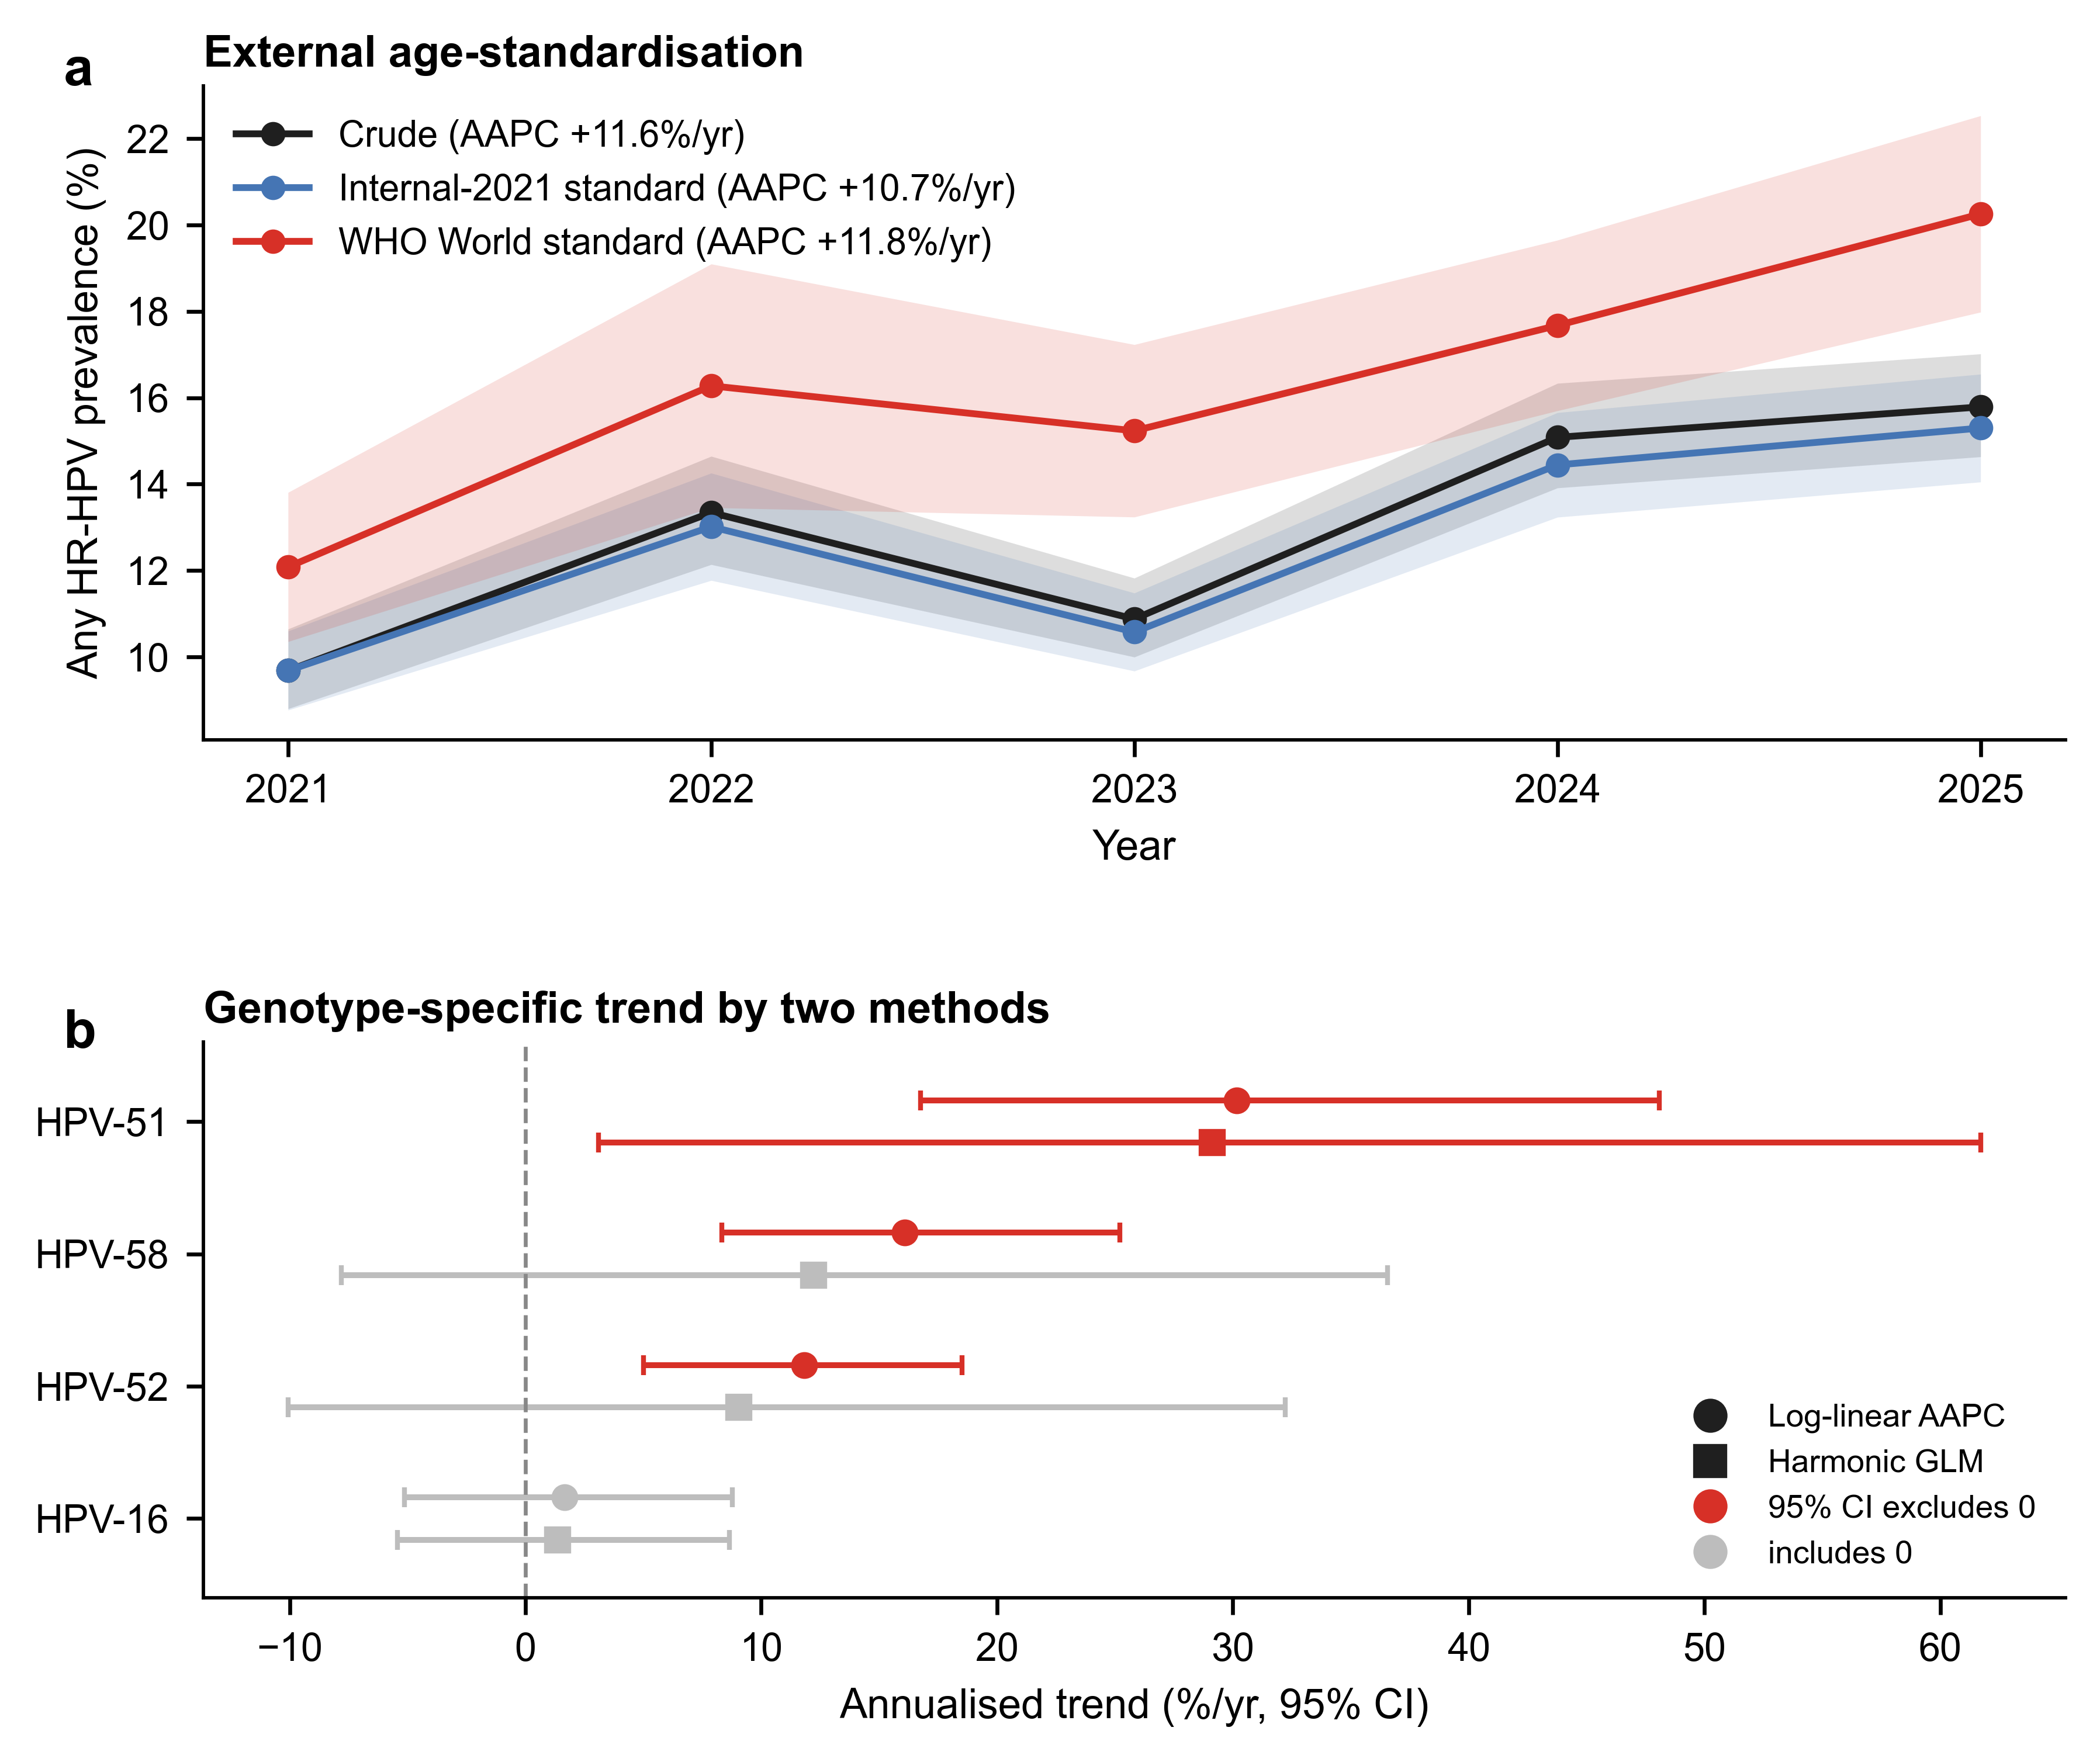 a
External age-standardisation
Crude (AAPC +11.6%/yr)
Internal-2021 standard (AAPC +10.7%/yr)
WHO World standard (AAPC +11.8%/yr)
Any HR-HPV prevalence (%)
22
20
18
16
14
12
10
2021 2022 2023 2024 2025
Year
b
Genotype-specific trend by two methods
HPV-51
HPV-58
HPV-52
HPV-16
Log-linear AAPC
Harmonic GLM
95% CI excludes 0
includes 0
−10 0 10 20 30 40 50 60
Annualised trend (%/yr, 95% CI)